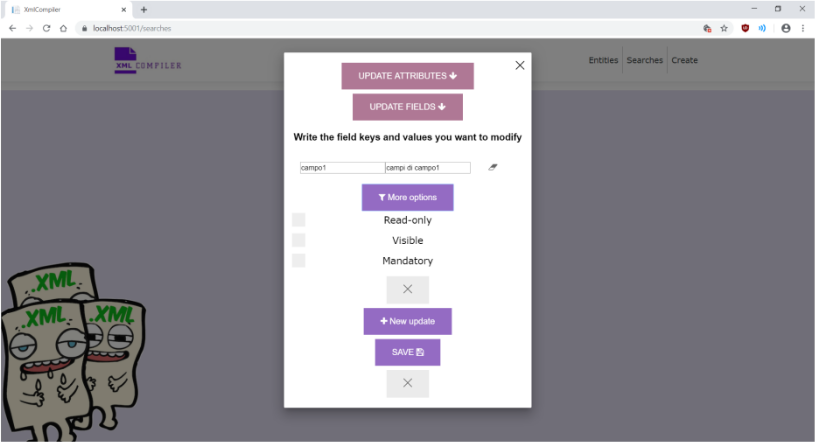 XmlCompiler
localhost:5001/searches
XML COMPILER
Entities Searches Create
UPDATE ATTRIBUTES
UPDATE FIELDS
Write the field keys and values you want to modify
campo1 campi di campo1
More options
Read-only
Visible
Mandatory
New update
SAVE
.XML
.XML .XML